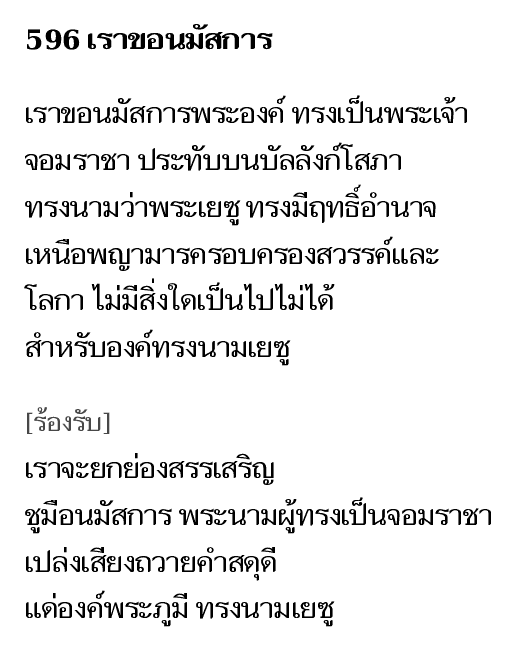 596 เราขอนมัสการ
เราขอนมัสการพระองค์ ทรงเป็นพระเจ้า
จอมราชา ประทับบนบัลลังก์โสภา
ทรงนามว่าพระเยซู ทรงมีฤทธิ์อำนาจ
เหนือพญามารครอบครองสวรรค์และ
โลกา ไม่มีสิ่งใดเป็นไปไม่ได้
สำหรับองค์ทรงนามเยซู
[ร้องรับ]
เราจะยกย่องสรรเสริญ
ชูมือนมัสการ พระนามผู้ทรงเป็นจอมราชา
เปล่งเสียงถวายคำสดุดี
แด่องค์พระภูมี ทรงนามเยซู